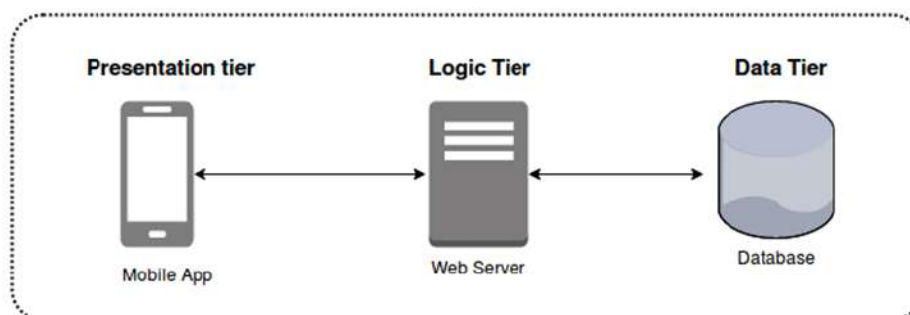 Presentation tier
Logic Tier
Data Tier
Mobile App
Web Server
Database